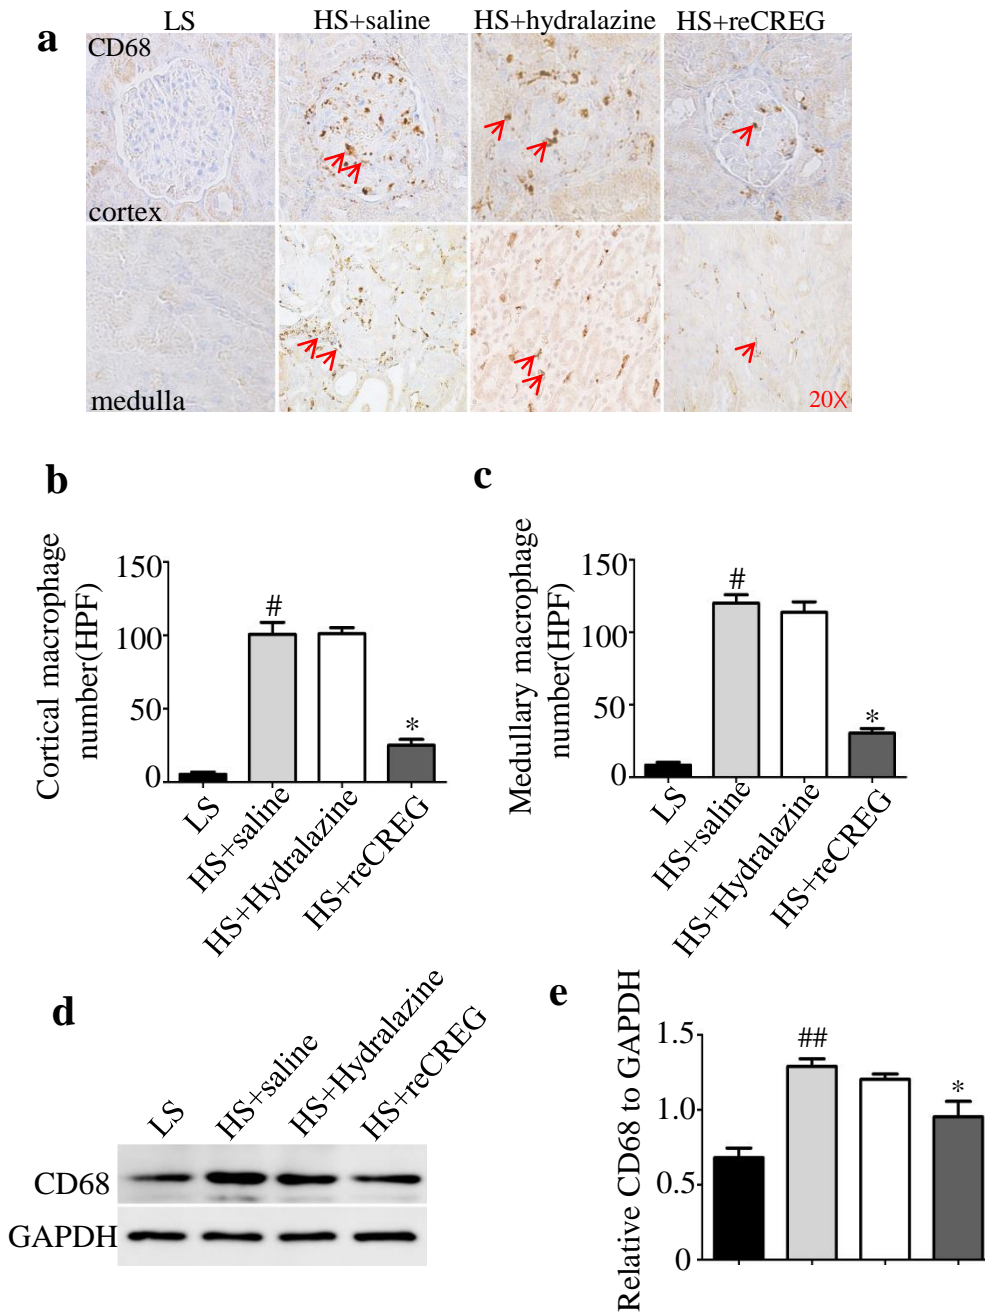 a
LS
HS+saline
HS+hydralazine
HS+reCREG
CD68
cortex
medulla
20X
b
Cortical macrophage
number(HPF)
150
100
50
0
#
*
LS
HS+saline
HS+Hydralazine
HS+reCREG
c
Medullary macrophage
number(HPF)
150
100
50
0
#
*
LS
HS+saline
HS+Hydralazine
HS+reCREG
d
LS
HS+saline
HS+Hydralazine
HS+reCREG
CD68
GAPDH
e
Relative CD68 to GAPDH
1.5
1.0
0.5
0
##
*